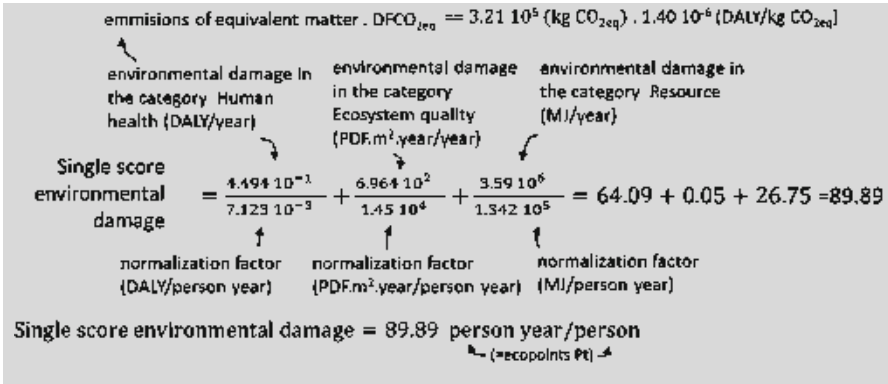 emmisions of equivalent matter . DFCO2eq == 3.21 10⁵ (kg CO2eq) . 1.40 10⁻⁶ (DALY/kg CO2eq]
environmental damage in the category Human health (DALY/year)
environmental damage in the category Ecosystem quality (PDF.m².year/year)
environmental damage in the category Resource (MJ/year)
Single score environmental damage = 4.494 10⁻¹ / 7.123 10⁻³ + 6.964 10² / 1.45 10⁴ + 3.59 10⁶ / 1.342 10⁵ = 64.09 + 0.05 + 26.75 =89.89
normalization factor (DALY/person year)
normalization factor (PDF.m².year/person year)
normalization factor (MJ/person year)
Single score environmental damage = 89.89 person year/person
(=ecopoints Pt)